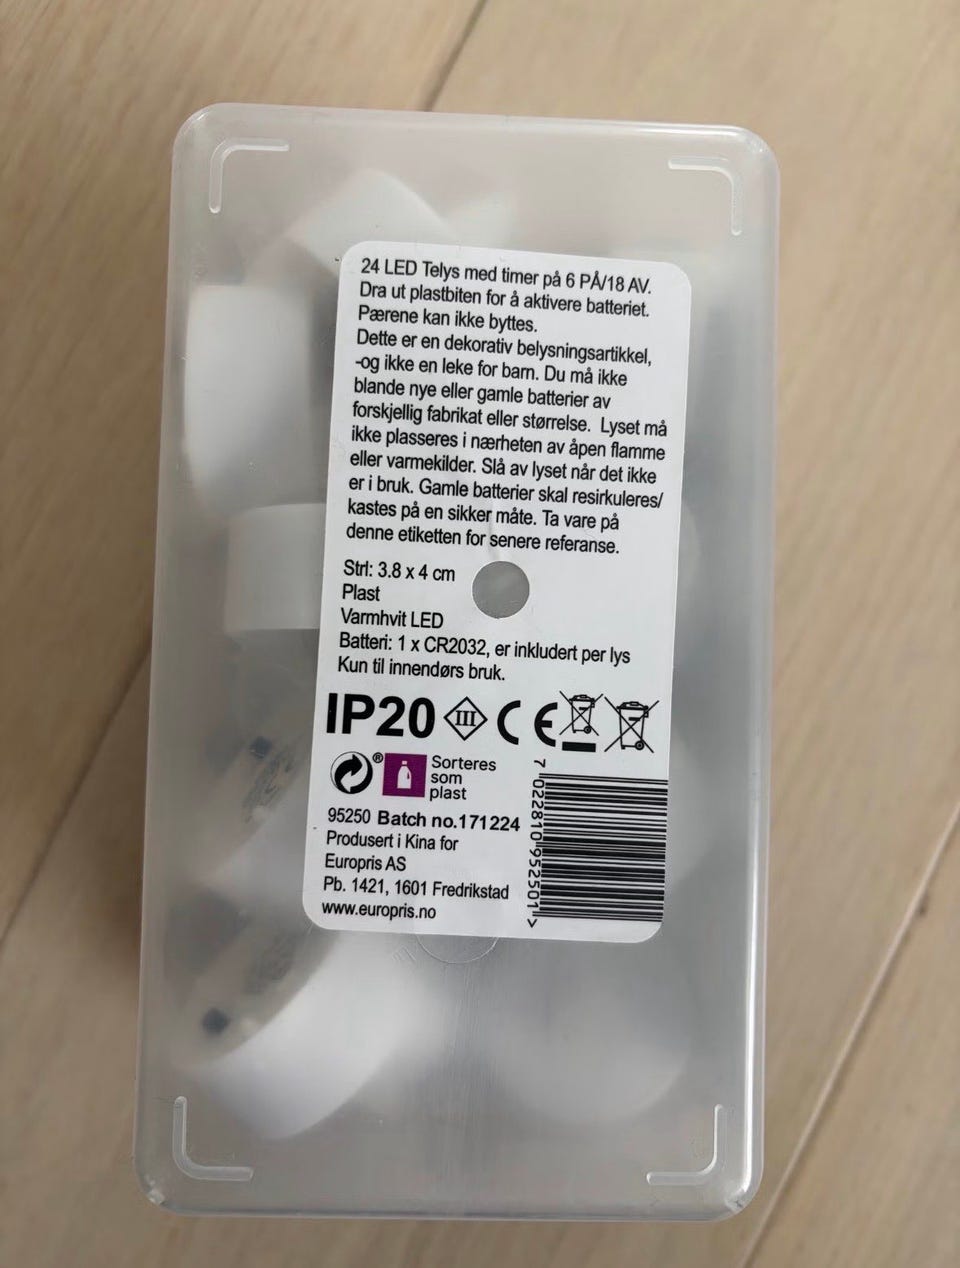 24 LED Telys med timer på 6 PÅ/18 AV.
Dra ut plastbiten for å aktivere batteriet.
Pærene kan ikke byttes.
Dette er en dekorativ belysningsartikkel,
-og ikke en leke for barn. Du må ikke
blande nye eller gamle batterier av
forskjellig fabrikat eller størrelse. Lyset må
ikke plasseres i nærheten av åpen flamme
eller varmekilder. Slå av lyset når det ikke
er i bruk. Gamle batterier skal resirkuleres/
kastes på en sikker måte. Ta vare på
denne etiketten for senere referanse.
Strl: 3.8 x 4 cm
Plast
Varmhvit LED
Batteri: 1 x CR2032, er inkludert per lys
Kun til innendørs bruk.
IP20 III CE
® Sorteres
som
plast
95250 Batch no.171224
Produsert i Kina for
Europris AS
Pb. 1421, 1601 Fredrikstad
www.europris.no
7 022810 952501 >